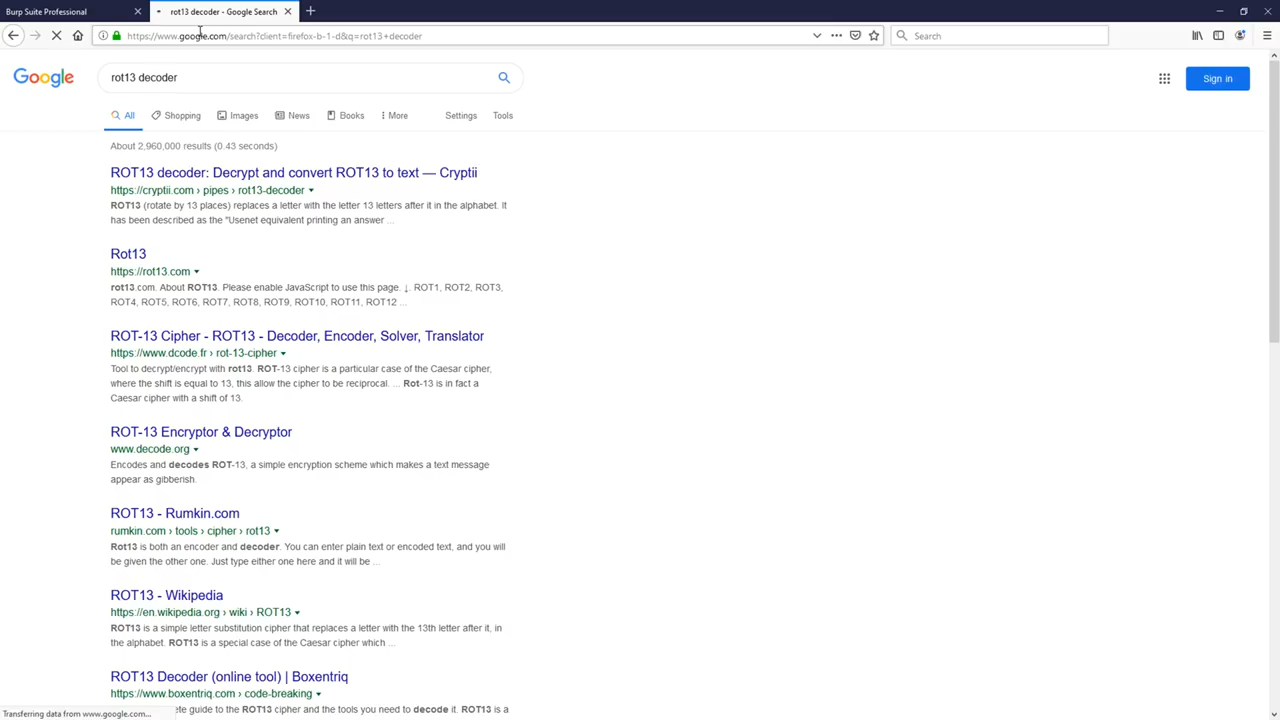 Burp Suite Professional
rot13 decoder - Google Search
https://www.google.com/search?client=firefox-b-1-d&q=rot13+decoder
Search
Google
rot13 decoder
Sign in
All
Shopping
Images
News
Books
More
Settings
Tools
About 2,960,000 results (0.43 seconds)
ROT13 decoder: Decrypt and convert ROT13 to text — Cryptii
https://cryptii.com › pipes › rot13-decoder
ROT13 (rotate by 13 places) replaces a letter with the letter 13 letters after it in the alphabet. It
has been described as the "Usenet equivalent printing an answer ...
Rot13
https://rot13.com
rot13.com. About ROT13. Please enable JavaScript to use this page. ↓. ROT1, ROT2, ROT3,
ROT4, ROT5, ROT6, ROT7, ROT8, ROT9, ROT10, ROT11, ROT12 ...
ROT-13 Cipher - ROT13 - Decoder, Encoder, Solver, Translator
https://www.dcode.fr › rot-13-cipher
Tool to decrypt/encrypt with rot13. ROT-13 cipher is a particular case of the Caesar cipher,
where the shift is equal to 13, this allow the cipher to be reciprocal. ... Rot-13 is in fact a
Caesar cipher with a shift of 13.
ROT-13 Encryptor & Decryptor
www.decode.org
Encodes and decodes ROT-13, a simple encryption scheme which makes a text message
appear as gibberish.
ROT13 - Rumkin.com
rumkin.com › tools › cipher › rot13
Rot13 is both an encoder and decoder. You can enter plain text or encoded text, and you will
be given the other one. Just type either one here and it will be ...
ROT13 - Wikipedia
https://en.wikipedia.org › wiki › ROT13
ROT13 is a simple letter substitution cipher that replaces a letter with the 13th letter after it, in
the alphabet. ROT13 is a special case of the Caesar cipher which ...
ROT13 Decoder (online tool) | Boxentriq
https://www.boxentriq.com › code-breaking
guide to the ROT13 cipher and the tools you need to decode it. ROT13 is a
Transferring data from www.google.com...